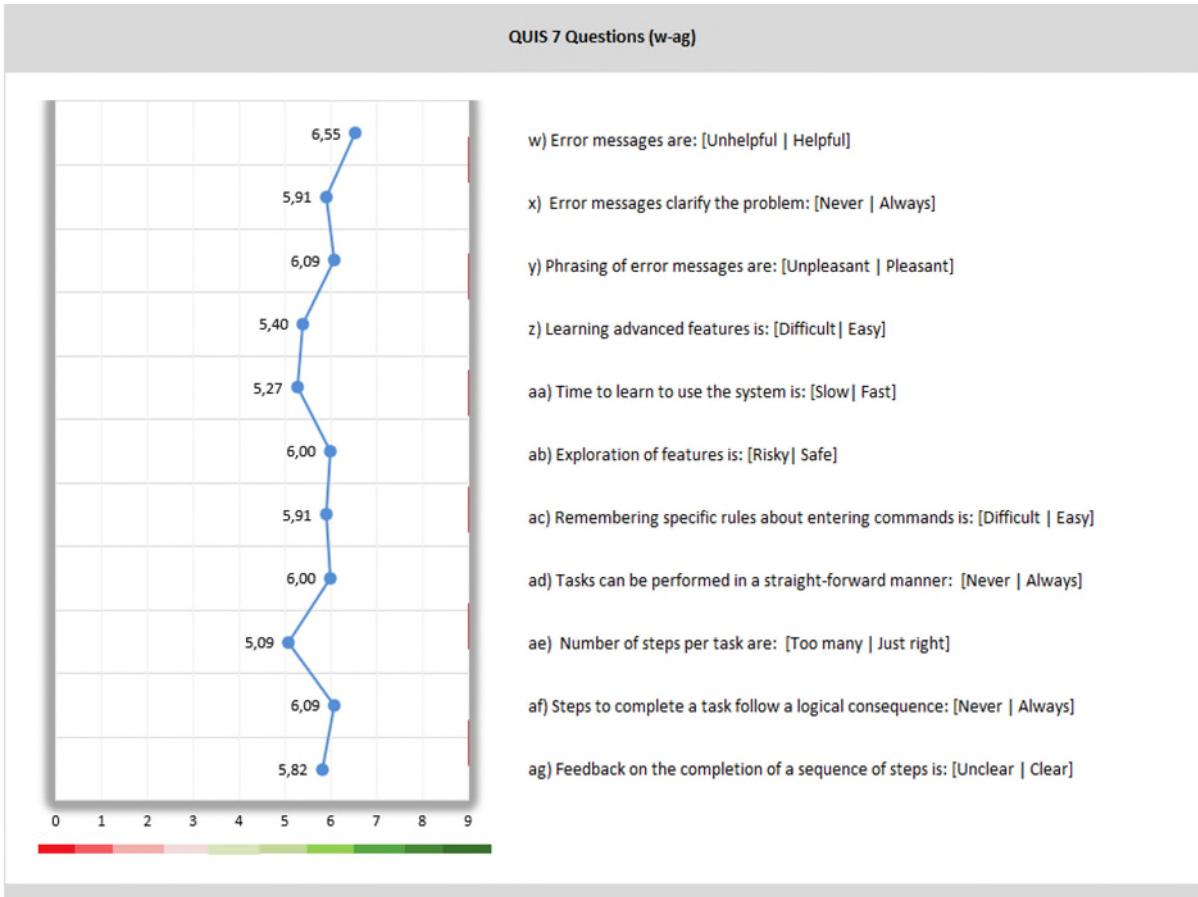 QUIS 7 Questions (w-ag)
6,55 w) Error messages are: [Unhelpful | Helpful]
5,91 x) Error messages clarify the problem: [Never | Always]
6,09 y) Phrasing of error messages are: [Unpleasant | Pleasant]
5,40 z) Learning advanced features is: [Difficult| Easy]
5,27 aa) Time to learn to use the system is: [Slow| Fast]
6,00 ab) Exploration of features is: [Risky| Safe]
5,91 ac) Remembering specific rules about entering commands is: [Difficult | Easy]
6,00 ad) Tasks can be performed in a straight-forward manner: [Never | Always]
5,09 ae) Number of steps per task are: [Too many | Just right]
6,09 af) Steps to complete a task follow a logical consequence: [Never | Always]
5,82 ag) Feedback on the completion of a sequence of steps is: [Unclear | Clear]
0 1 2 3 4 5 6 7 8 9